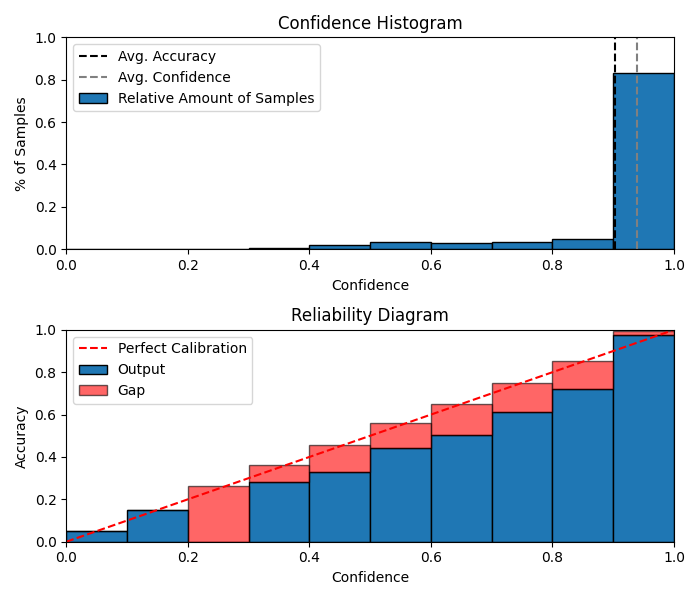 Confidence Histogram
1.0
0.8
0.6
0.4
0.2
0.0
% of Samples
Avg. Accuracy
Avg. Confidence
Relative Amount of Samples
0.0 0.2 0.4 0.6 0.8 1.0
Confidence
Reliability Diagram
1.0
0.8
0.6
0.4
0.2
0.0
Accuracy
Perfect Calibration
Output
Gap
0.0 0.2 0.4 0.6 0.8 1.0
Confidence